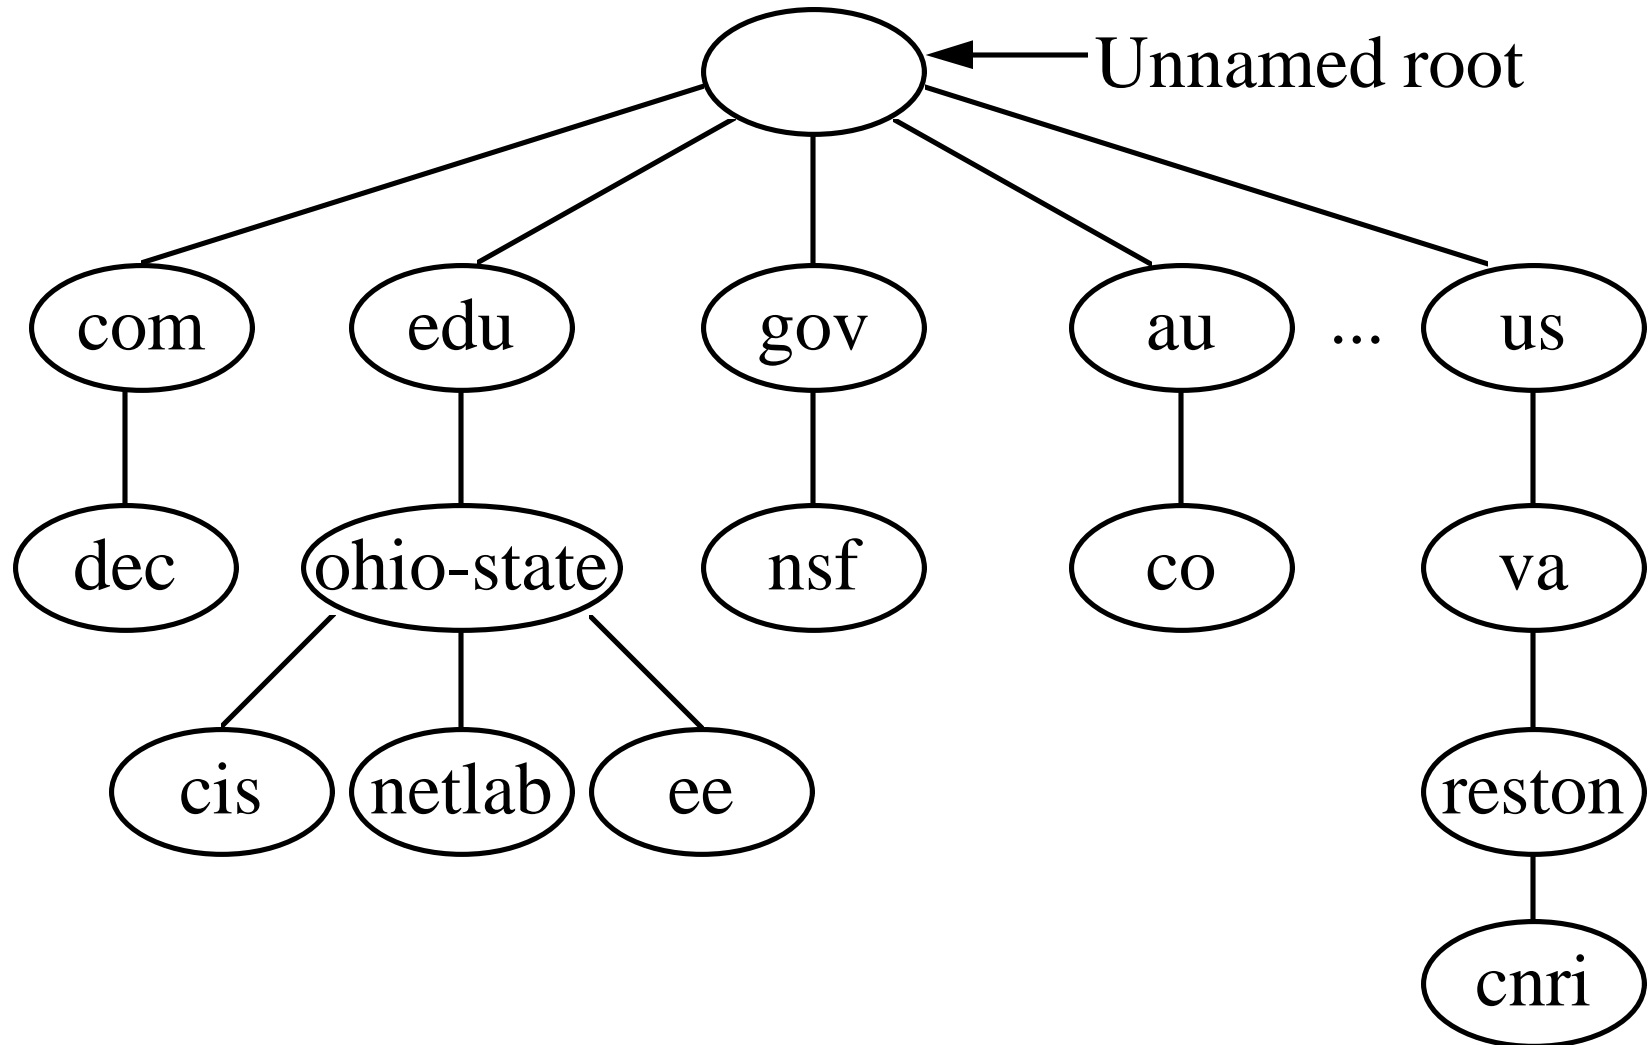 Unnamed root
com
edu
gov
au
...
us
dec
ohio-state
nsf
co
va
cis
netlab
ee
reston
cnri